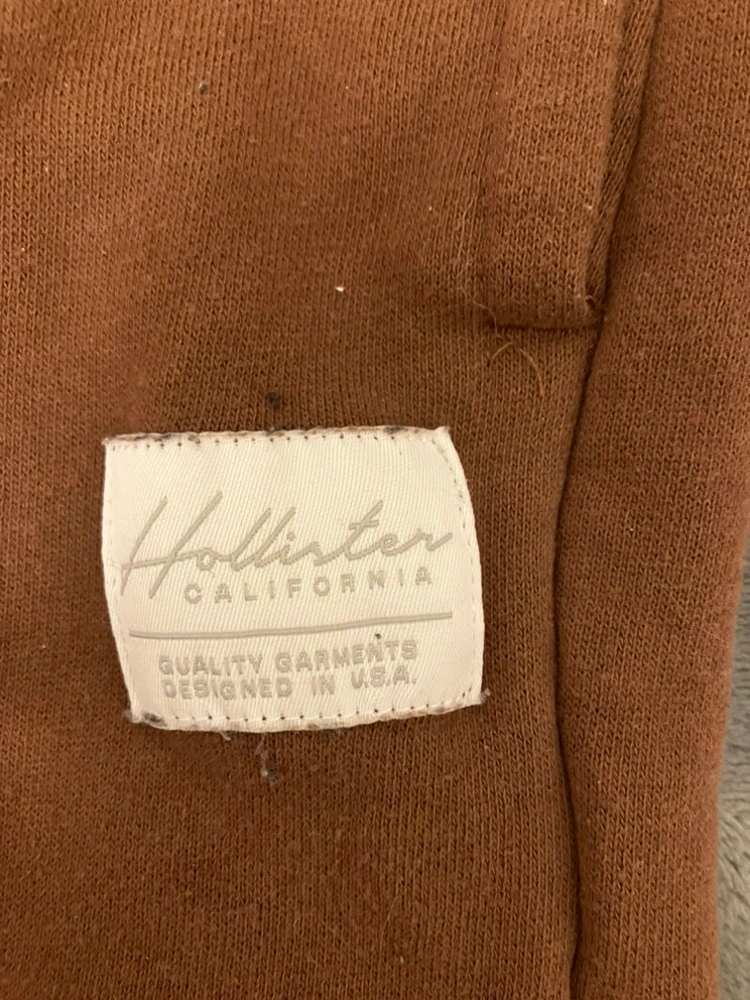 Hollister
CALIFORNIA
QUALITY GARMENTS
DESIGNED IN U.S.A.